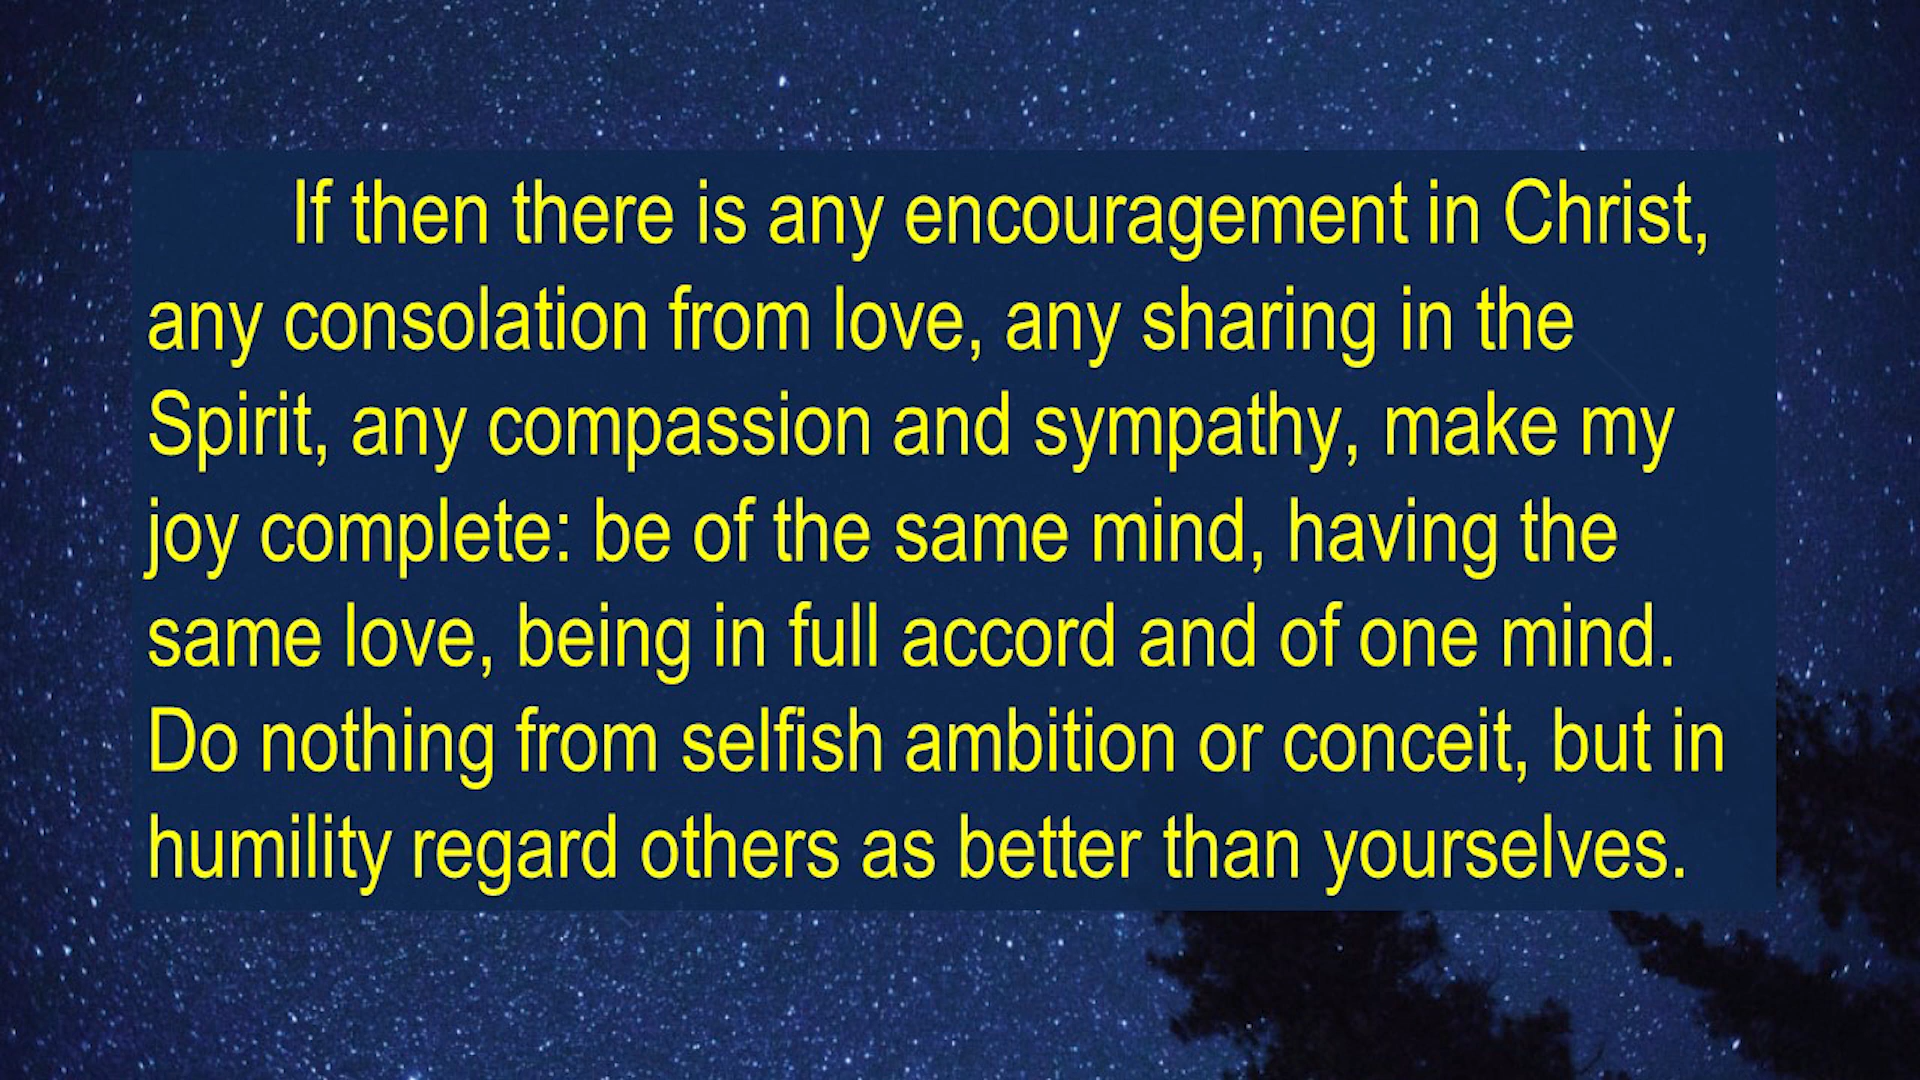 If then there is any encouragement in Christ,
any consolation from love, any sharing in the
Spirit, any compassion and sympathy, make my
joy complete: be of the same mind, having the
same love, being in full accord and of one mind.
Do nothing from selfish ambition or conceit, but in
humility regard others as better than yourselves.